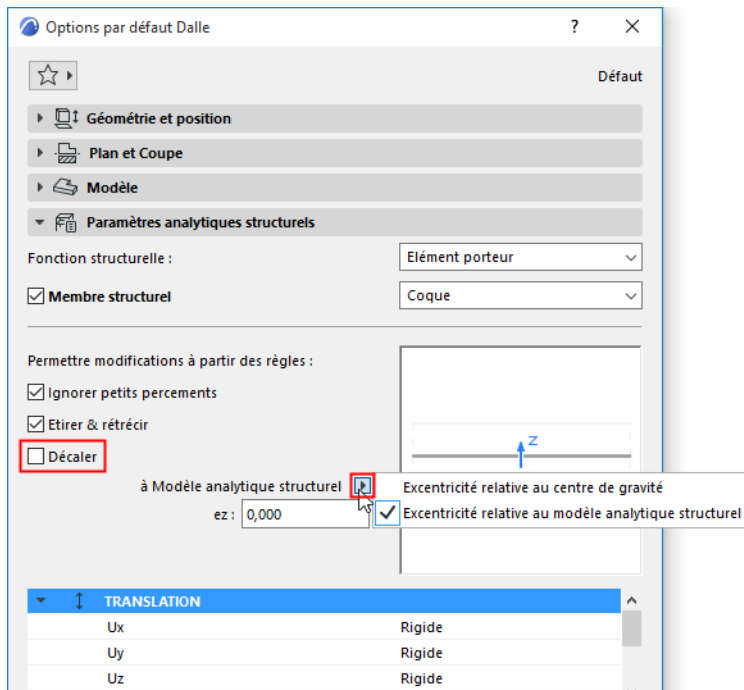 Options par défaut Dalle
?
Défaut
Géométrie et position
Plan et Coupe
Modèle
Paramètres analytiques structurels
Fonction structurelle :
Elément porteur
Membre structurel
Coque
Permettre modifications à partir des règles :
Ignorer petits percements
Etirer & rétrécir
Décaler
z
à Modèle analytique structurel
Excentricité relative au centre de gravité
ez :
0,000
Excentricité relative au modèle analytique structurel
TRANSLATION
Ux
Rigide
Uy
Rigide
Uz
Rigide